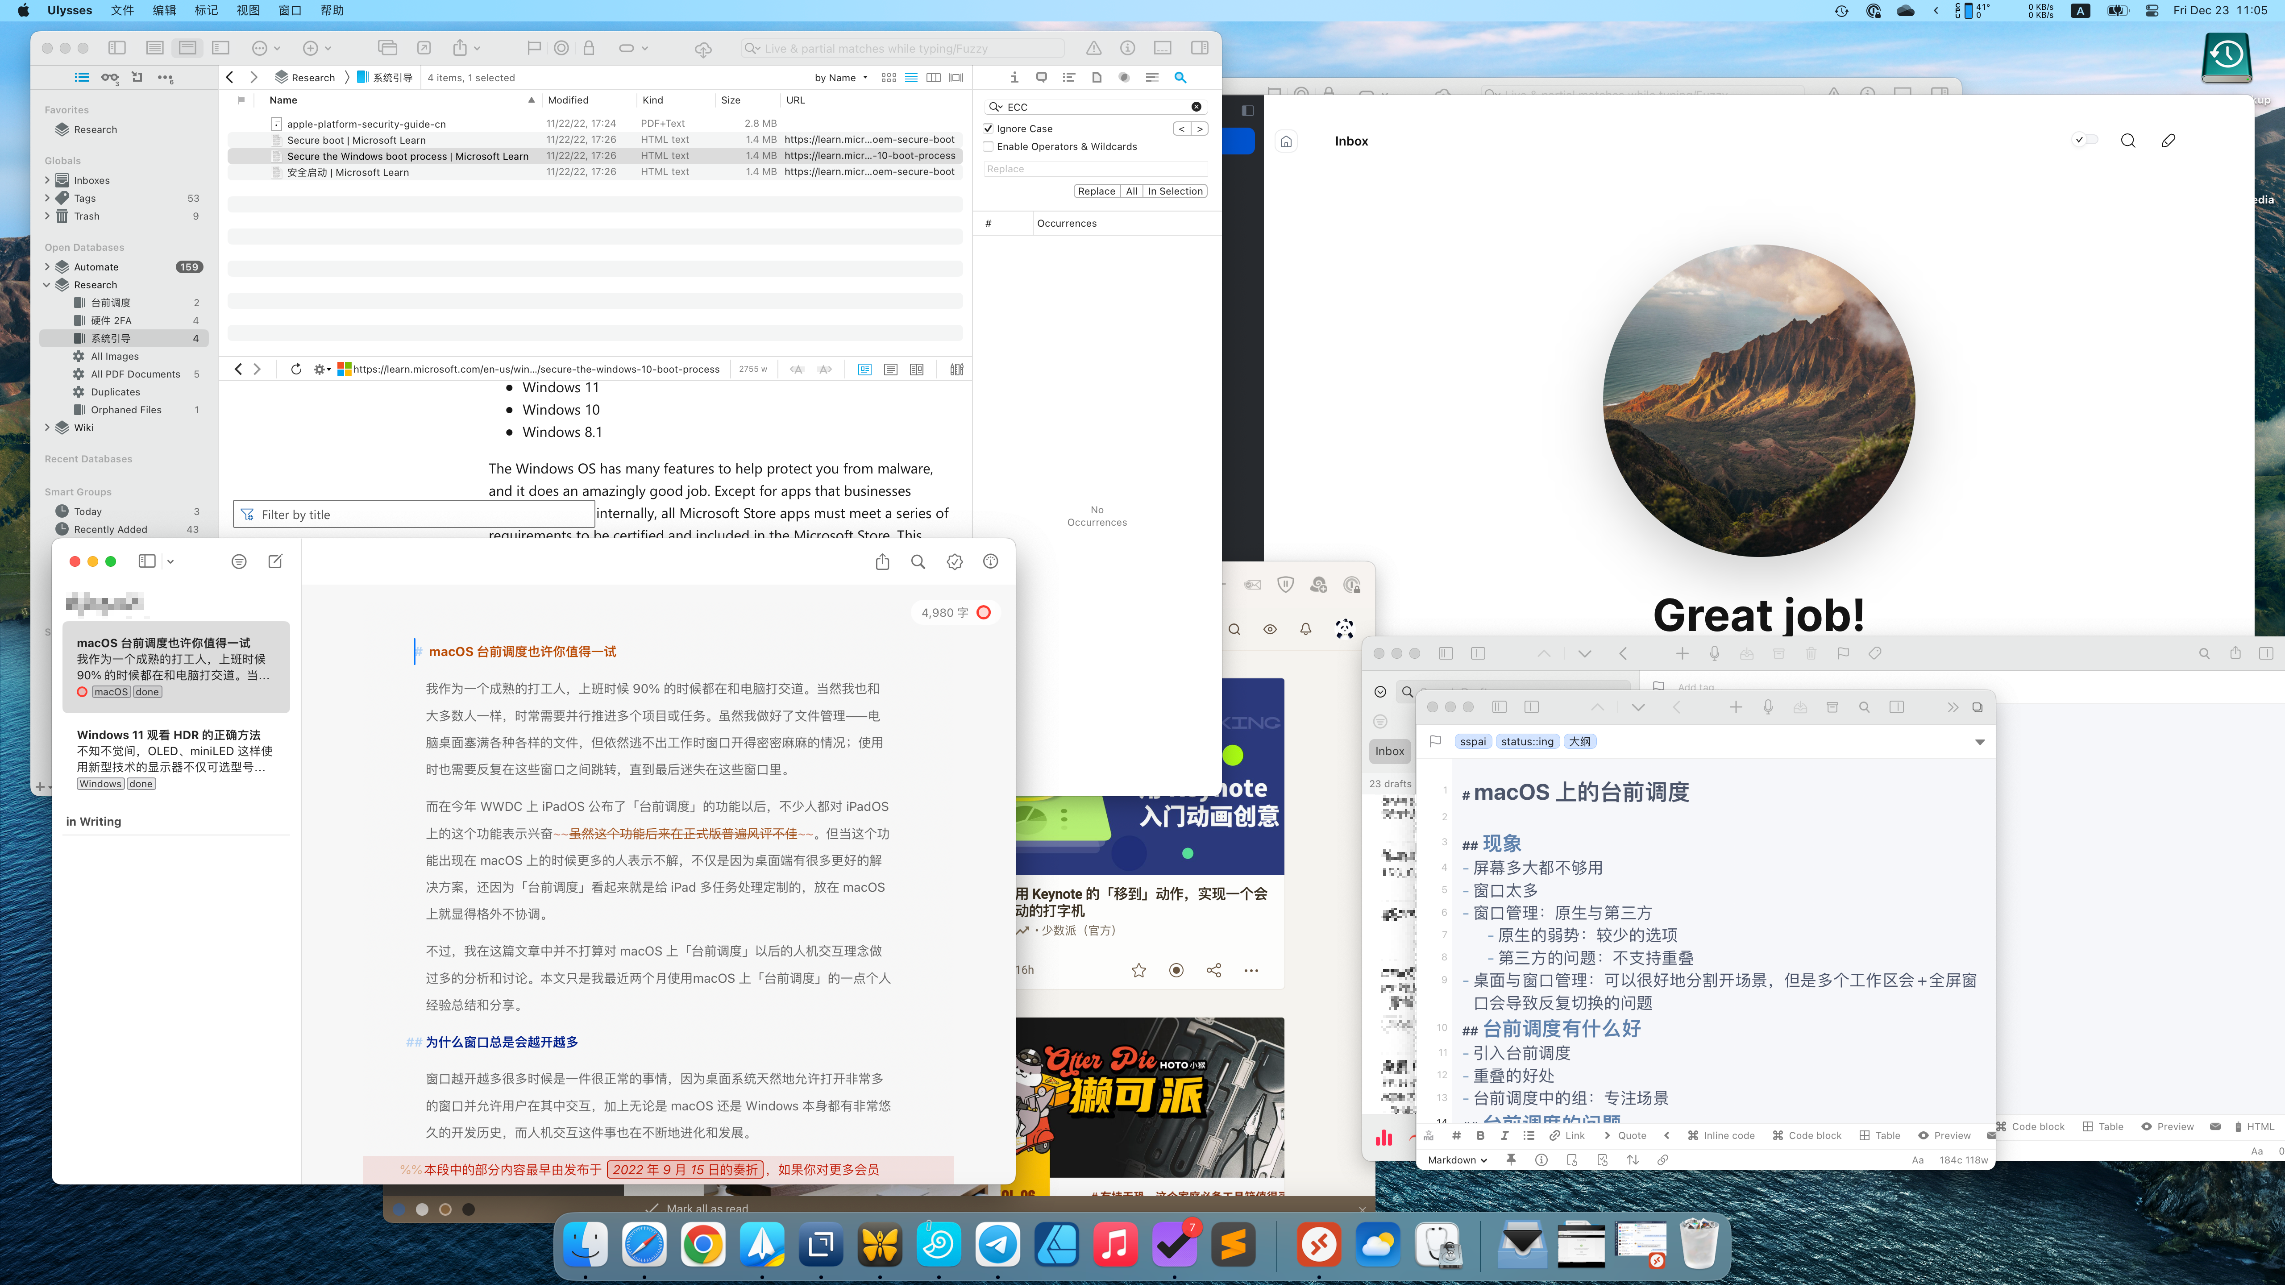 Ulysses 文件 编辑 标记 视图 窗口 帮助
41°
0 KB/s
0 KB/s
A
Fri Dec 23 11:05
Live & partial matches while typing/Fuzzy
Research 系统引导 4 items, 1 selected
by Name
Name Modified Kind Size URL
apple-platform-security-guide-cn 11/22/22, 17:24 PDF+Text 2.8 MB
Secure boot | Microsoft Learn 11/22/22, 17:26 HTML text 1.4 MB https://learn.micr...oem-secure-boot
Secure the Windows boot process | Microsoft Learn 11/22/22, 17:26 HTML text 1.4 MB https://learn.micr...-10-boot-process
安全启动 | Microsoft Learn 11/22/22, 17:26 HTML text 1.4 MB https://learn.micr...oem-secure-boot
Favorites
Research
Globals
Inboxes
Tags 53
Trash 9
Open Databases
Automate 159
Research
台前调度 2
硬件 2FA 4
系统引导 4
All Images
All PDF Documents 5
Duplicates
Orphaned Files 1
Wiki
Recent Databases
Smart Groups
Today 3
Recently Added 43
ECC
Ignore Case
< >
Enable Operators & Wildcards
Replace
Replace All In Selection
# Occurrences
No
Occurrences
https://learn.microsoft.com/en-us/win.../secure-the-windows-10-boot-process
2755 w
Windows 11
Windows 10
Windows 8.1
The Windows OS has many features to help protect you from malware,
and it does an amazingly good job. Except for apps that businesses
internally, all Microsoft Store apps must meet a series of
requirements to be certified and included in the Microsoft Store. This
Filter by title
Inbox
Great job!
macOS 台前调度也许你值得一试
我作为一个成熟的打工人，上班时候
90% 的时候都在和电脑打交道。当...
macOS done
Windows 11 观看 HDR 的正确方法
不知不觉间，OLED、miniLED 这样使
用新型技术的显示器不仅可选型号...
Windows done
in Writing
4,980 字
# macOS 台前调度也许你值得一试
我作为一个成熟的打工人，上班时候 90% 的时候都在和电脑打交道。当然我也和
大多数人一样，时常需要并行推进多个项目或任务。虽然我做好了文件管理——电
脑桌面塞满各种各样的文件，但依然逃不出工作时窗口开得密密麻麻的情况；使用
时也需要反复在这些窗口之间跳转，直到最后迷失在这些窗口里。
而在今年 WWDC 上 iPadOS 公布了「台前调度」的功能以后，不少人都对 iPadOS
上的这个功能表示兴奋~~虽然这个功能后来在正式版普遍风评不佳~~。但当这个功
能出现在 macOS 上的时候更多的人表示不解，不仅是因为桌面端有很多更好的解
决方案，还因为「台前调度」看起来就是给 iPad 多任务处理定制的，放在 macOS
上就显得格外不协调。
不过，我在这篇文章中并不打算对 macOS 上「台前调度」以后的人机交互理念做
过多的分析和讨论。本文只是我最近两个月使用macOS 上「台前调度」的一点个人
经验总结和分享。
## 为什么窗口总是会越开越多
窗口越开越多很多时候是一件很正常的事情，因为桌面系统天然地允许打开非常多
的窗口并允许用户在其中交互，加上无论是 macOS 还是 Windows 本身都有非常悠
久的开发历史，而人机交互这件事也在不断地进化和发展。
%%本段中的部分内容最早由发布于 2022 年 9 月 15 日的奏折，如果你对更多会员
KING
用 Keynote
入门动画创意
用 Keynote 的「移到」动作，实现一个会
动的打字机
・少数派（官方）
16h
Otter Pie HOTO 小猴
獭可派
Mark all as read
Add tag
Inbox
23 drafts
sspai status::ing 大纲
1 # macOS 上的台前调度
2
3 ## 现象
4 - 屏幕多大都不够用
5 - 窗口太多
6 - 窗口管理：原生与第三方
7 - 原生的弱势：较少的选项
8 - 第三方的问题：不支持重叠
9 - 桌面与窗口管理：可以很好地分割开场景，但是多个工作区会+全屏窗
口会导致反复切换的问题
10 ## 台前调度有什么好
11 - 引入台前调度
12 - 重叠的好处
13 - 台前调度中的组：专注场景
14 ## 台前调度的问题
# B I Link Quote Inline code Code block Table Preview
Markdown Aa 184c 118w
Code block Table Preview HTML
Aa 0
7